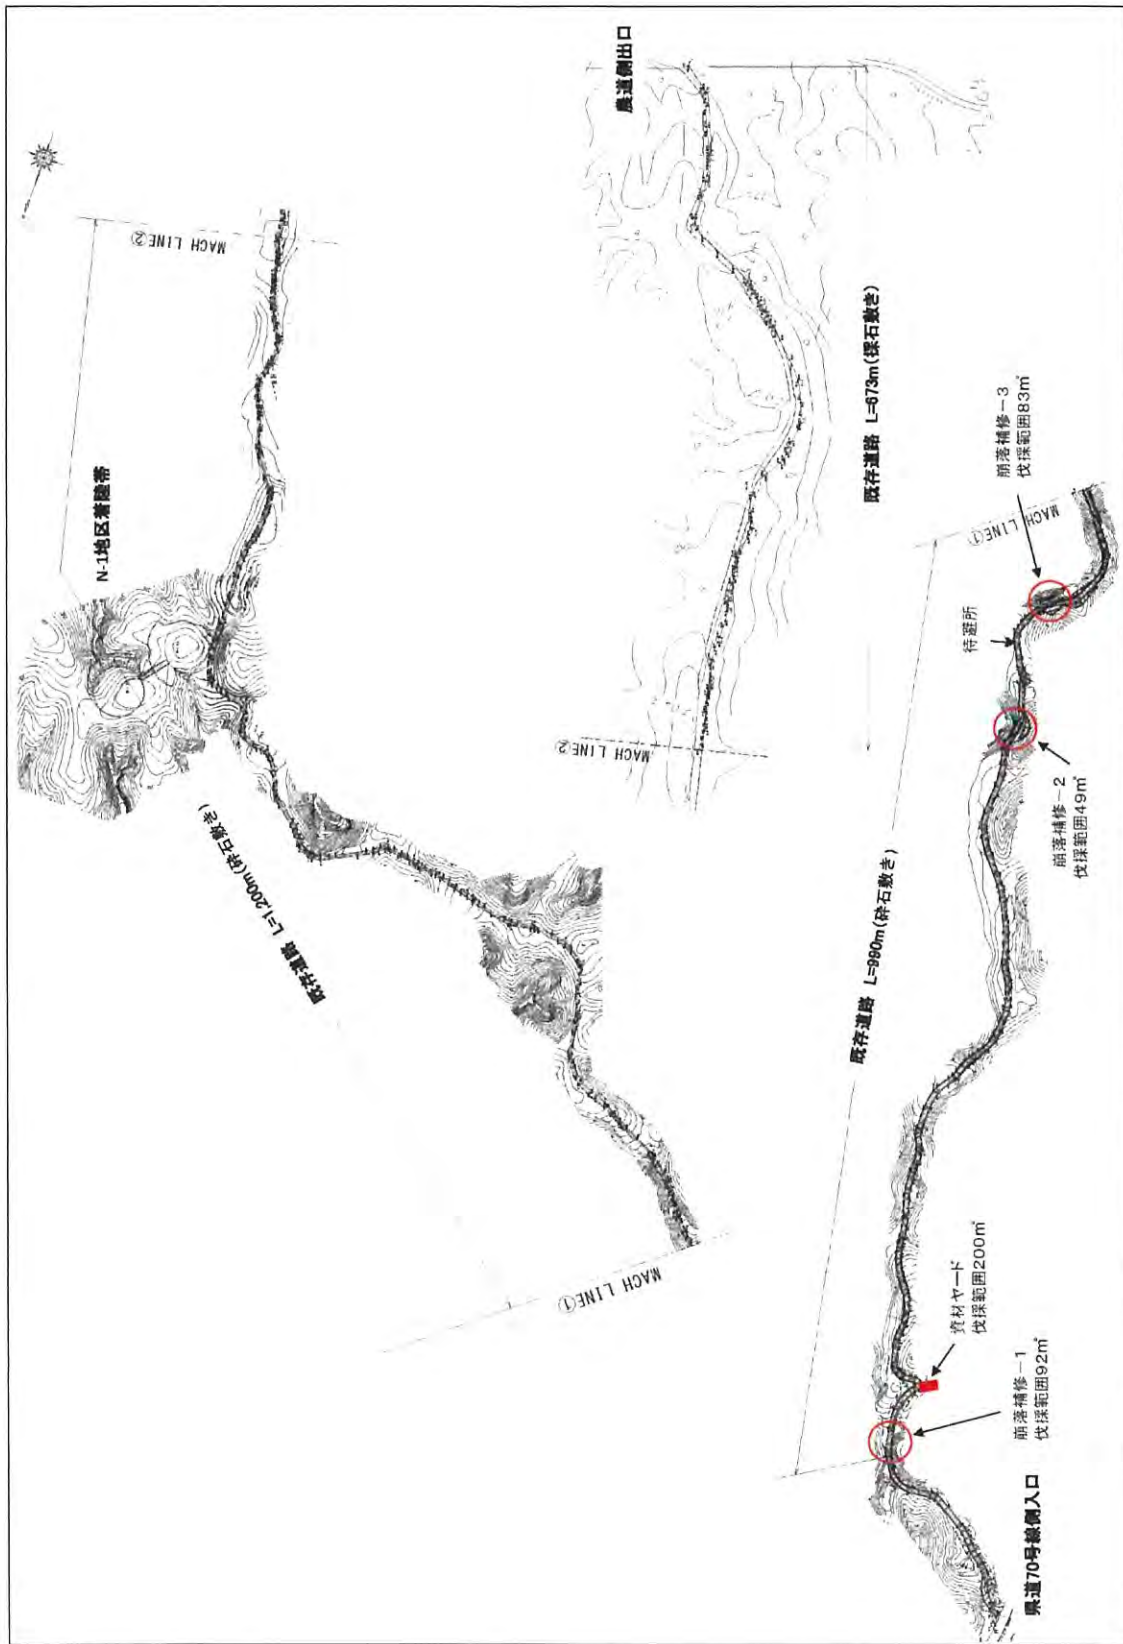 MACH LINE②
N-1地区着陸帯
既存道路 L=1,200m(砕石敷き)
MACH LINE①
農道側出口
既存道路 L=673m(採石敷き)
MACH LINE②
MACH LINE①
崩落補修-3
伐採範囲83㎡
待避所
崩落補修-2
伐採範囲49㎡
既存道路 L=990m(砕石敷き)
資材ヤード
伐採範囲200㎡
崩落補修-1
伐採範囲92㎡
県道70号線側入口